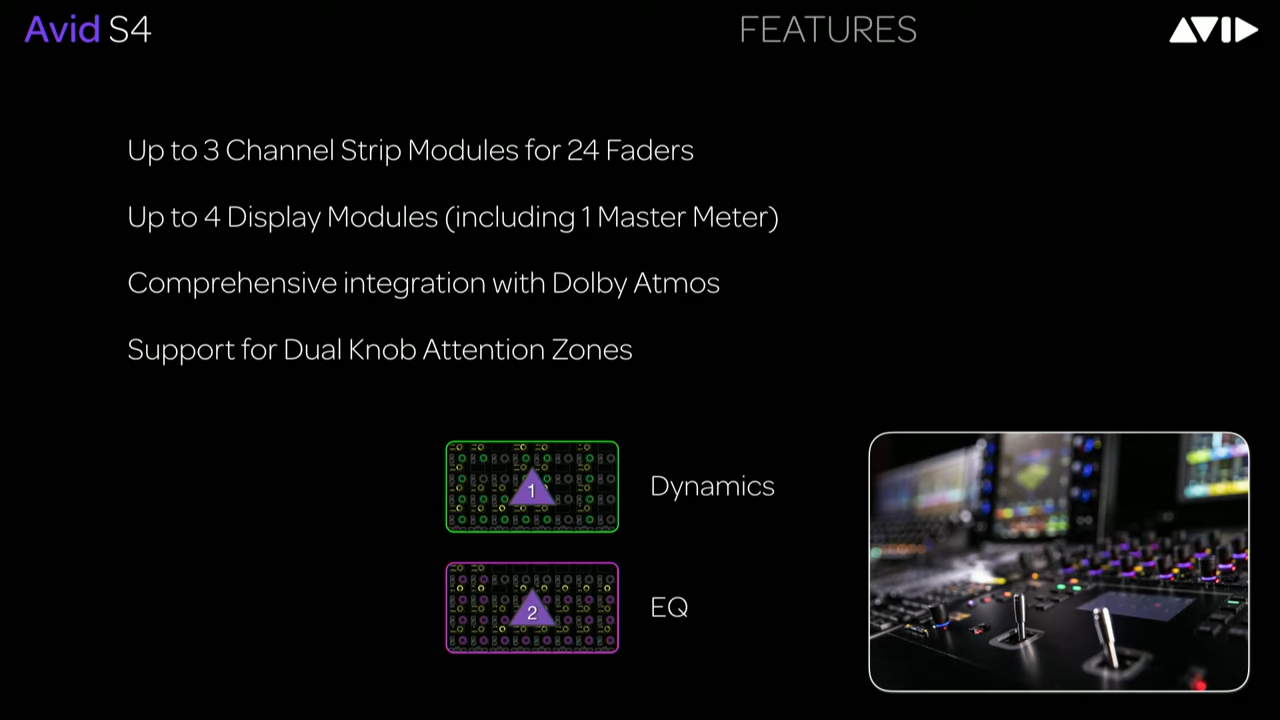 Avid S4
FEATURES
AVID
Up to 3 Channel Strip Modules for 24 Faders
Up to 4 Display Modules (including 1 Master Meter)
Comprehensive integration with Dolby Atmos
Support for Dual Knob Attention Zones
1
Dynamics
2
EQ